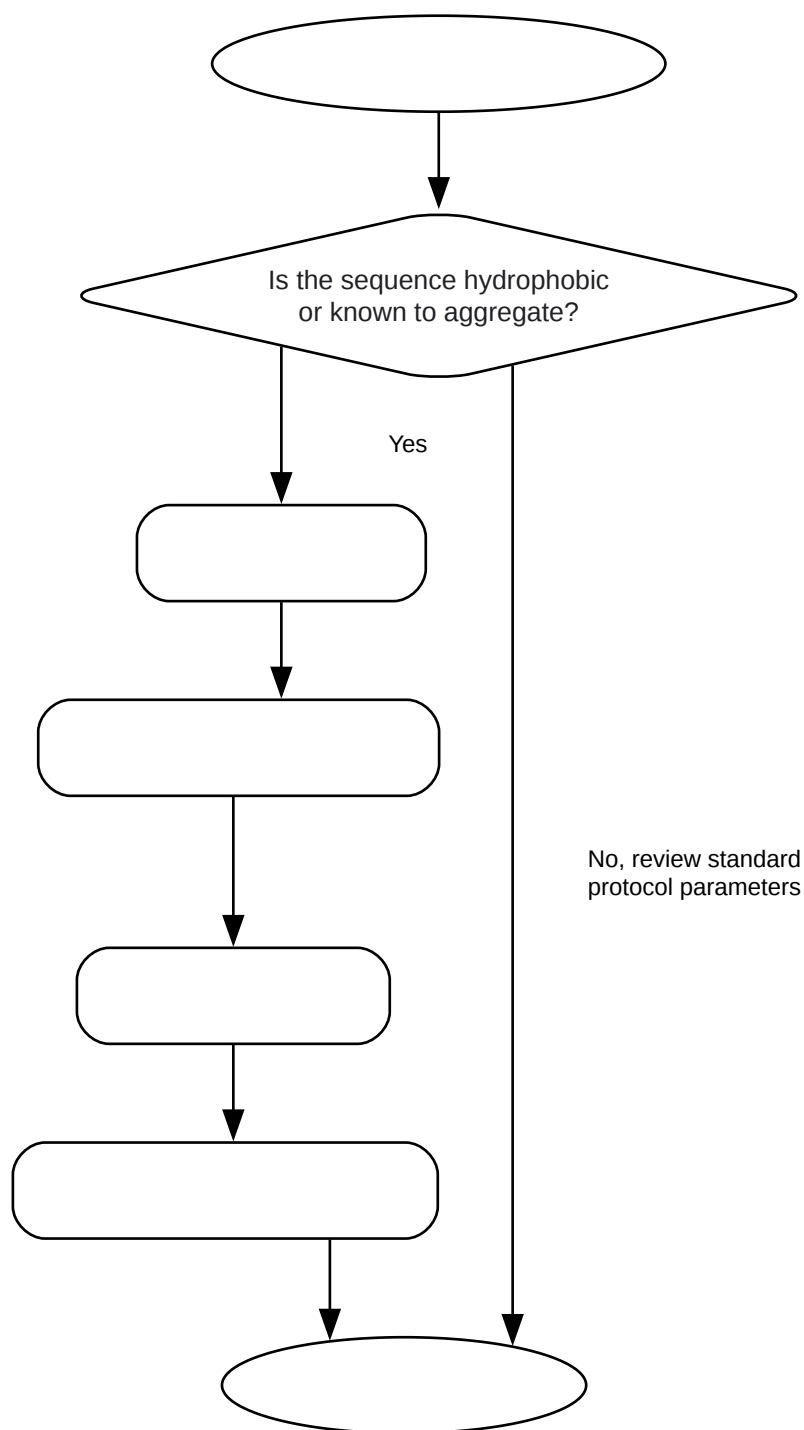 Is the sequence hydrophobic
or known to aggregate?
Yes
No, review standard
protocol parameters